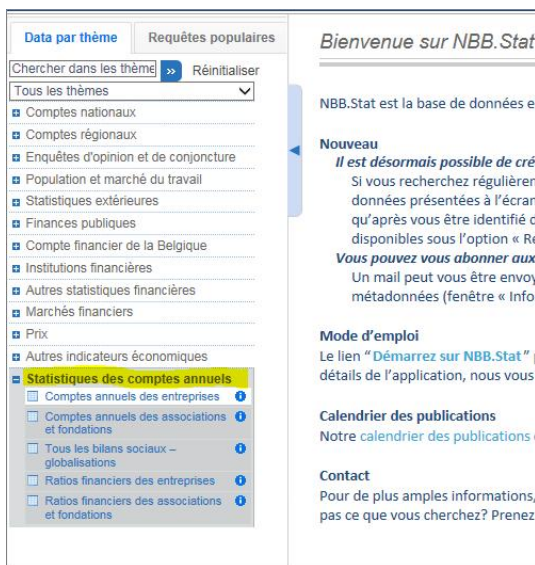 Data par thème
Requêtes populaires
Chercher dans les thème
Réinitialiser
Tous les thèmes
Comptes nationaux
Comptes régionaux
Enquêtes d'opinion et de conjoncture
Population et marché du travail
Statistiques extérieures
Finances publiques
Compte financier de la Belgique
Institutions financières
Autres statistiques financières
Marchés financiers
Prix
Autres indicateurs économiques
Statistiques des comptes annuels
Comptes annuels des entreprises
Comptes annuels des associations
et fondations
Tous les bilans sociaux –
globalisations
Ratios financiers des entreprises
Ratios financiers des associations
et fondations
Bienvenue sur NBB.Stat
NBB.Stat est la base de données e
Nouveau
Il est désormais possible de cré
Si vous recherchez régulièren
données présentées à l'écran
qu'après vous être identifié d
disponibles sous l'option « Re
Vous pouvez vous abonner aux
Un mail peut vous être envoy
métadonnées (fenêtre « Info
Mode d'emploi
Le lien "Démarrez sur NBB.Stat" p
détails de l'application, nous vous
Calendrier des publications
Notre calendrier des publications
Contact
Pour de plus amples informations,
pas ce que vous cherchez? Prenez